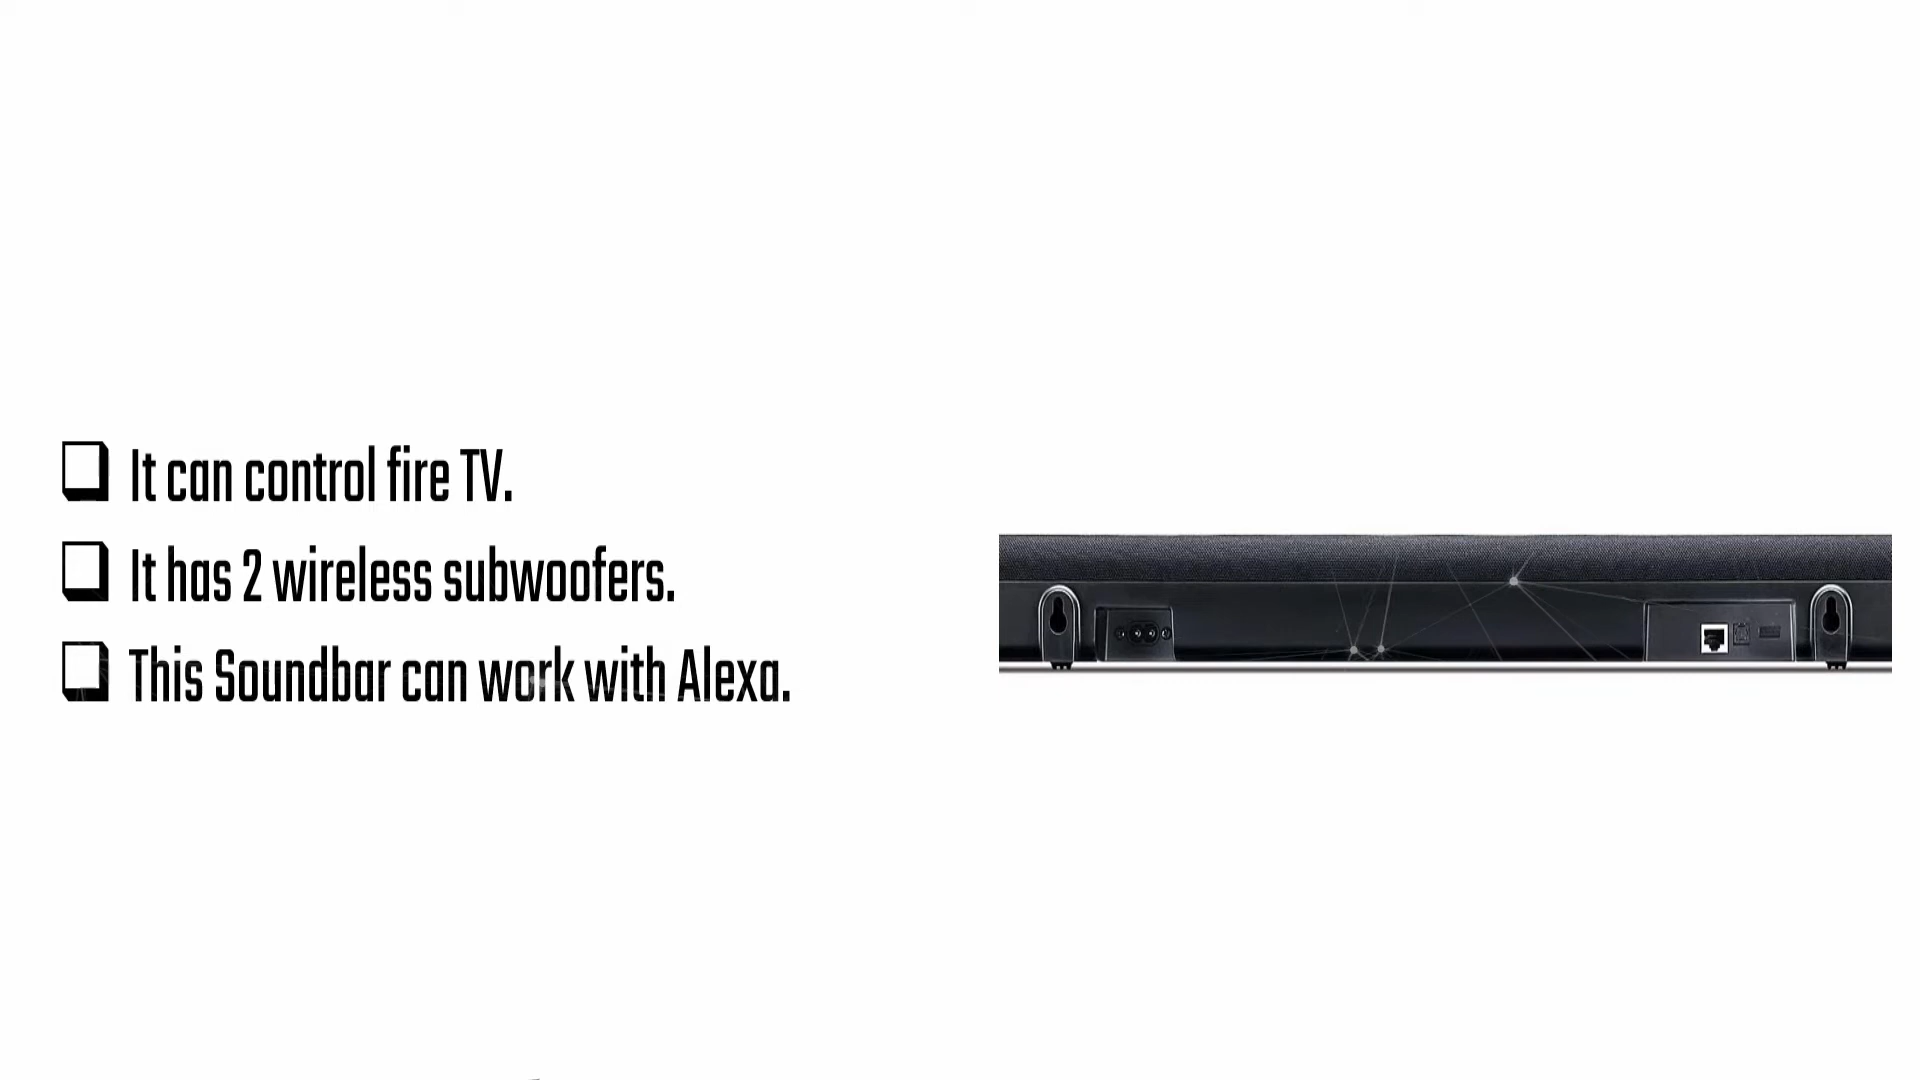 It can control fire TV.
It has 2 wireless subwoofers.
This Soundbar can work with Alexa.